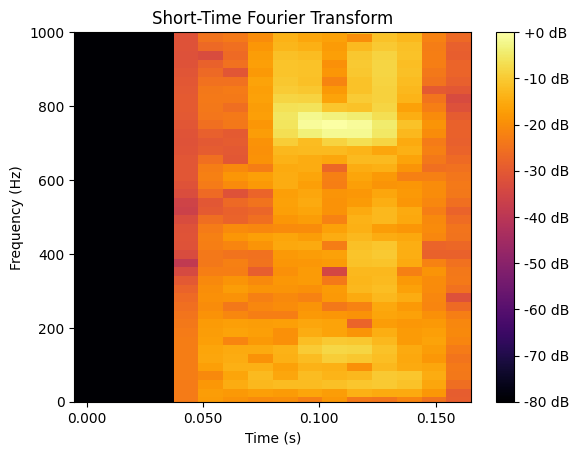 Short-Time Fourier Transform
Frequency (Hz)
1000
800
600
400
200
0
0.000
0.050
0.100
0.150
Time (s)
+0 dB
-10 dB
-20 dB
-30 dB
-40 dB
-50 dB
-60 dB
-70 dB
-80 dB